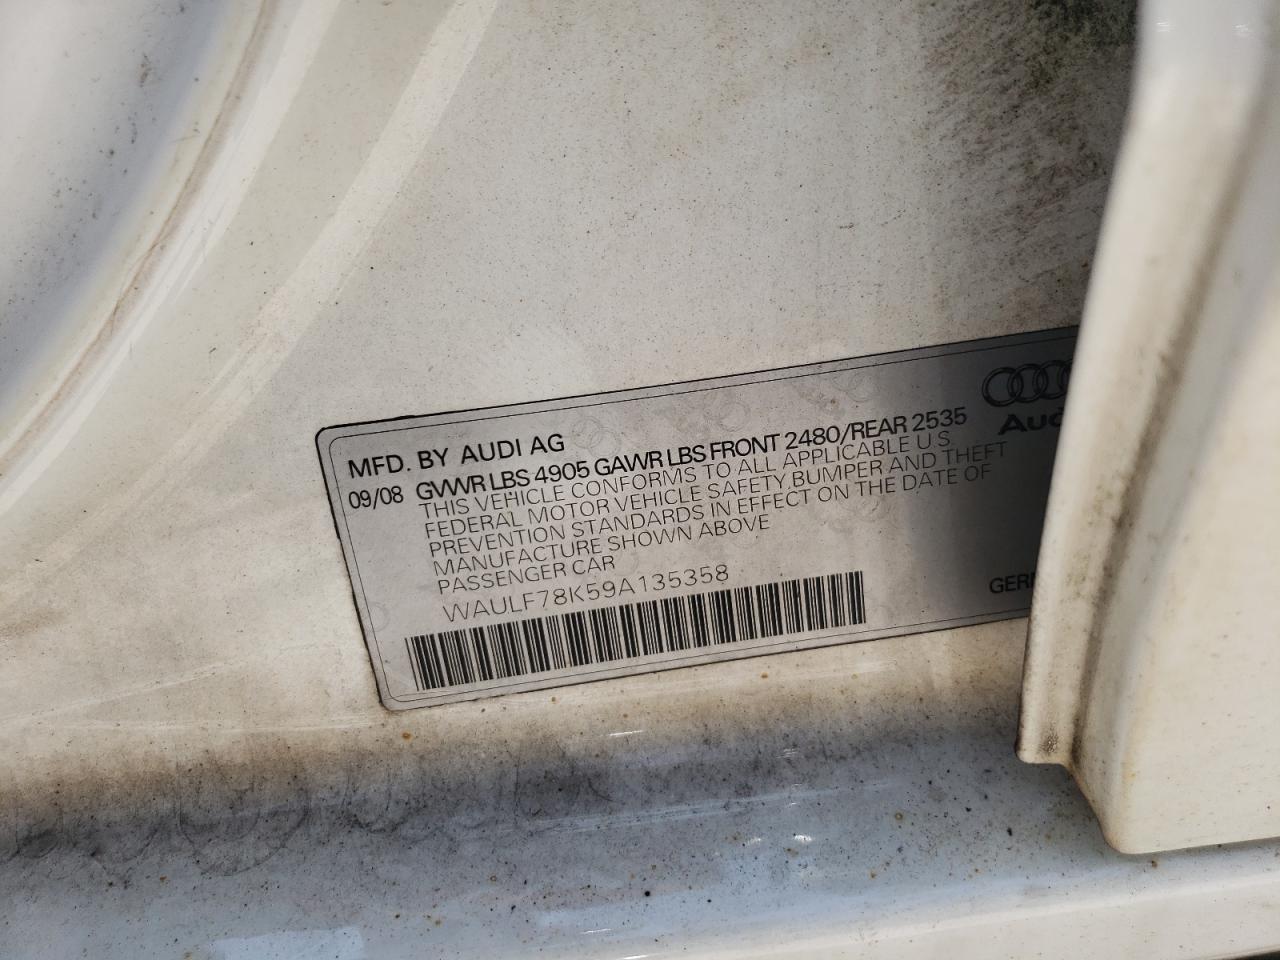 MFD. BY AUDI AG
09/08 GVWR LBS 4905 GAWR LBS FRONT 2480/REAR 2535
THIS VEHICLE CONFORMS TO ALL APPLICABLE U.S.
FEDERAL MOTOR VEHICLE SAFETY, BUMPER AND THEFT
PREVENTION STANDARDS IN EFFECT ON THE DATE OF
MANUFACTURE SHOWN ABOVE
PASSENGER CAR
WAULF78K59A135358